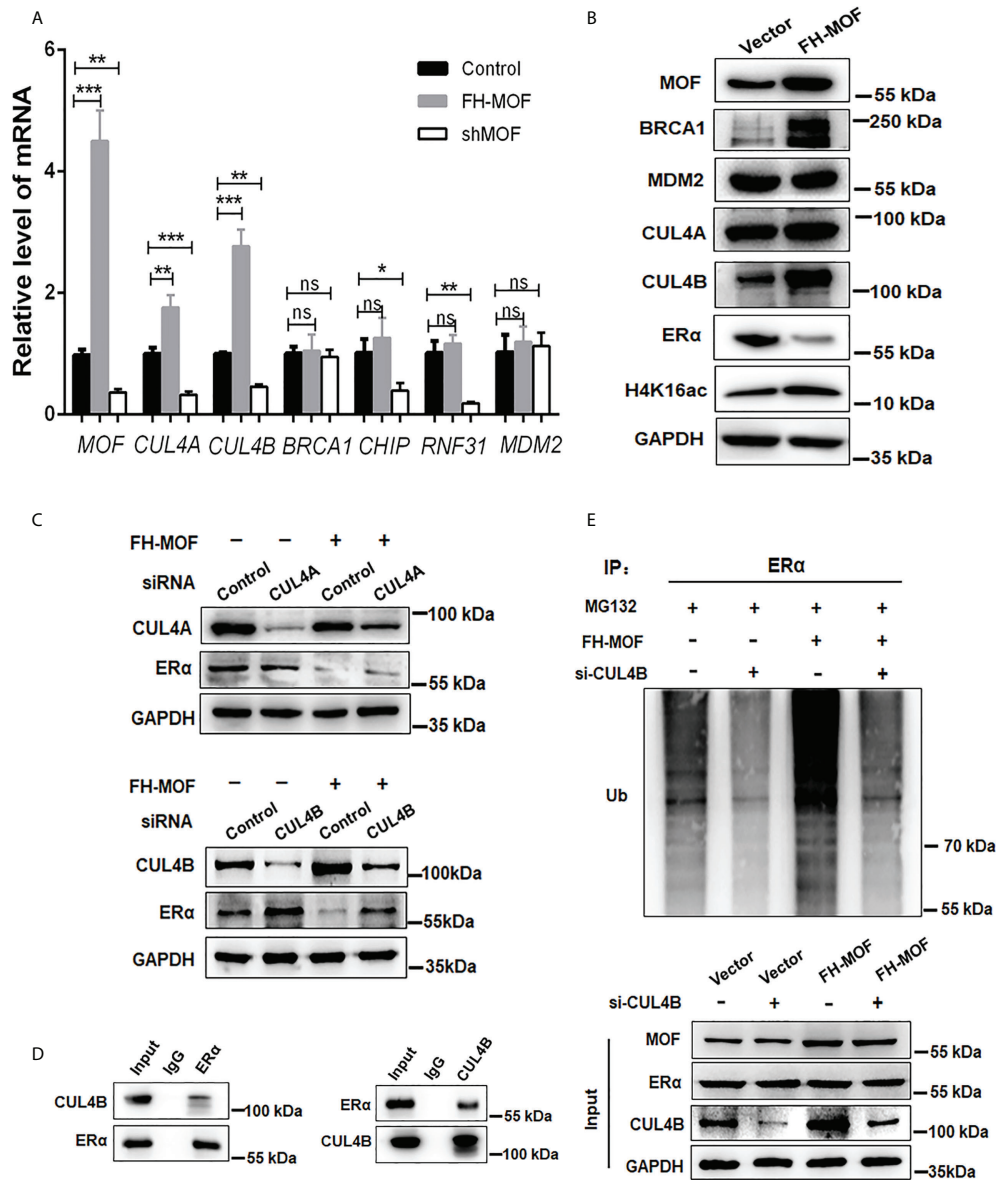 A
6
4
2
0
Relative level of mRNA
Control
FH-MOF
shMOF
** *** *** ** ** *** ns ns * ns ** ns ns ns
MOF CUL4A CUL4B BRCA1 CHIP RNF31 MDM2
B
Vector FH-MOF
MOF 55 kDa
BRCA1 250 kDa
MDM2 55 kDa
CUL4A 100 kDa
CUL4B 100 kDa
ERα 55 kDa
H4K16ac 10 kDa
GAPDH 35 kDa
C
FH-MOF – – + +
siRNA Control CUL4A Control CUL4A
CUL4A 100 kDa
ERα 55 kDa
GAPDH 35 kDa
FH-MOF – – + +
siRNA Control CUL4B Control CUL4B
CUL4B 100kDa
ERα 55kDa
GAPDH 35kDa
D
Input IgG ERα
CUL4B 100 kDa
ERα 55 kDa
Input IgG CUL4B
ERα 55 kDa
CUL4B 100 kDa
E
IP: ERα
MG132 + + + +
FH-MOF - - + +
si-CUL4B - + - +
Ub
70 kDa
55 kDa
Vector Vector FH-MOF FH-MOF
si-CUL4B - + - +
Input
MOF 55 kDa
ERα 55 kDa
CUL4B 100 kDa
GAPDH 35kDa